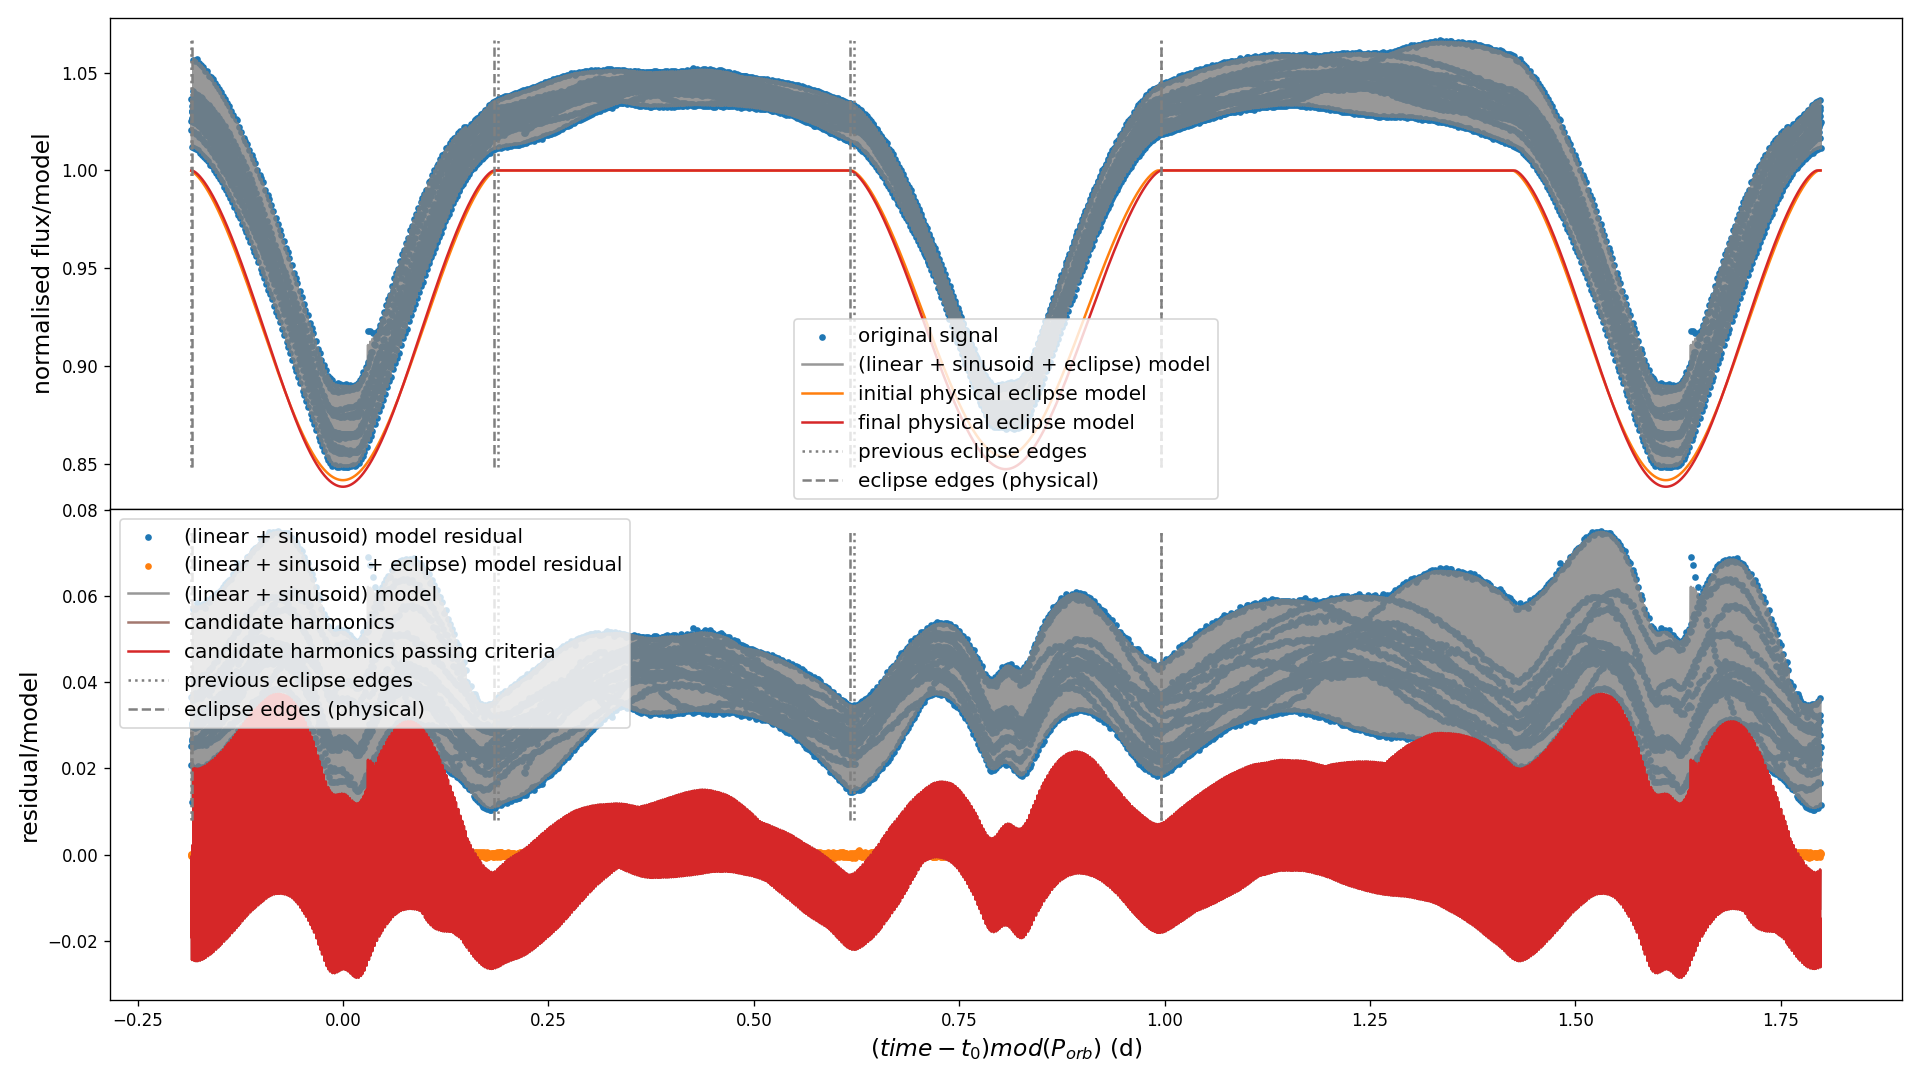 normalised flux/model
1.05
1.00
0.95
0.90
0.85
original signal
(linear + sinusoid + eclipse) model
initial physical eclipse model
final physical eclipse model
previous eclipse edges
eclipse edges (physical)
residual/model
0.08
0.06
0.04
0.02
0.00
−0.02
(linear + sinusoid) model residual
(linear + sinusoid + eclipse) model residual
(linear + sinusoid) model
candidate harmonics
candidate harmonics passing criteria
previous eclipse edges
eclipse edges (physical)
−0.25 0.00 0.25 0.50 0.75 1.00 1.25 1.50 1.75
(time − t₀)mod(P_orb) (d)